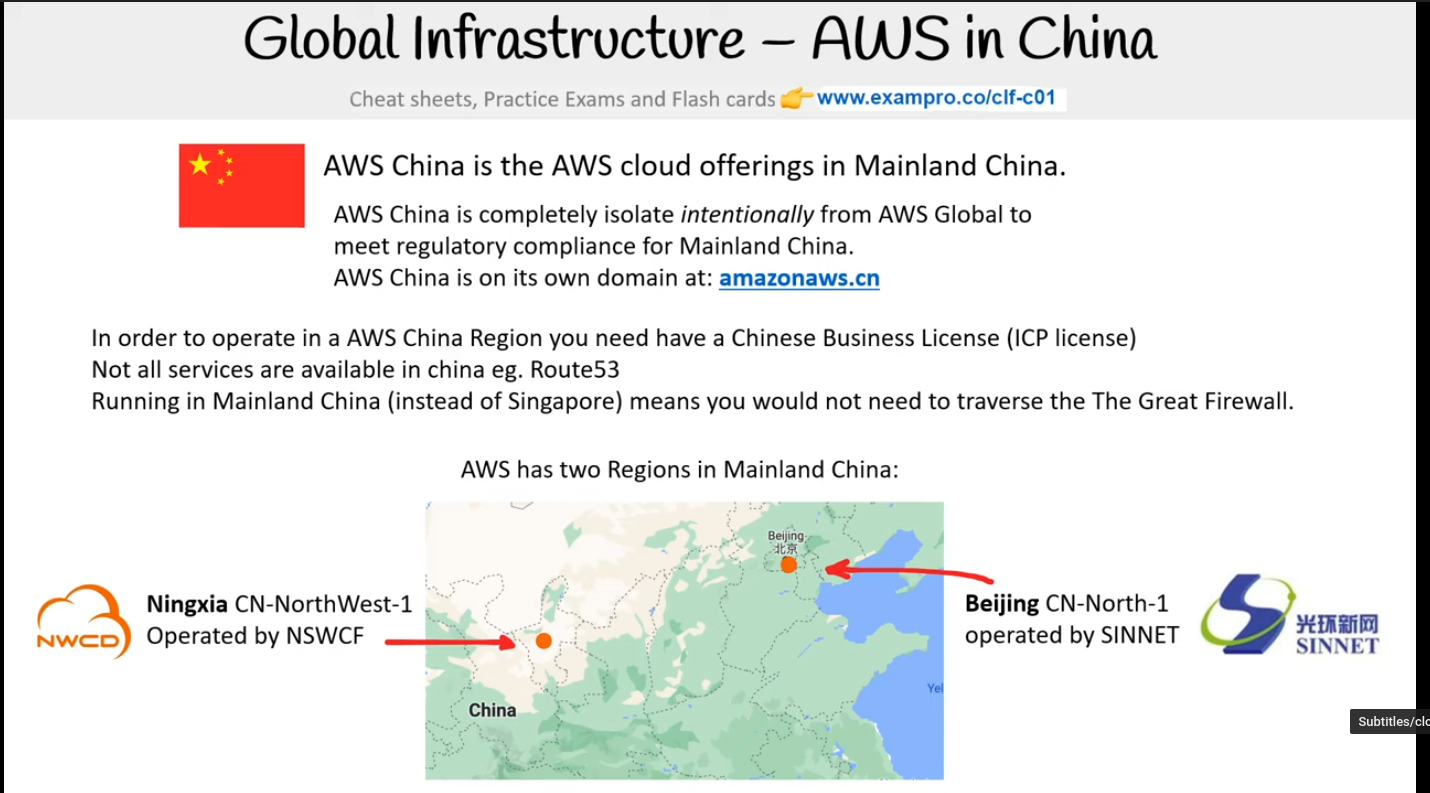 Global Infrastructure – AWS in China
Cheat sheets, Practice Exams and Flash cards 👉 www.exampro.co/clf-c01
AWS China is the AWS cloud offerings in Mainland China.
AWS China is completely isolate intentionally from AWS Global to
meet regulatory compliance for Mainland China.
AWS China is on its own domain at: amazonaws.cn
In order to operate in a AWS China Region you need have a Chinese Business License (ICP license)
Not all services are available in china eg. Route53
Running in Mainland China (instead of Singapore) means you would not need to traverse the The Great Firewall.
AWS has two Regions in Mainland China:
Beijing
北京
NWCD
Ningxia CN-NorthWest-1
Operated by NSWCF
Beijing CN-North-1
operated by SINNET
光环新网
SINNET
Yel
China
Subtitles/clo